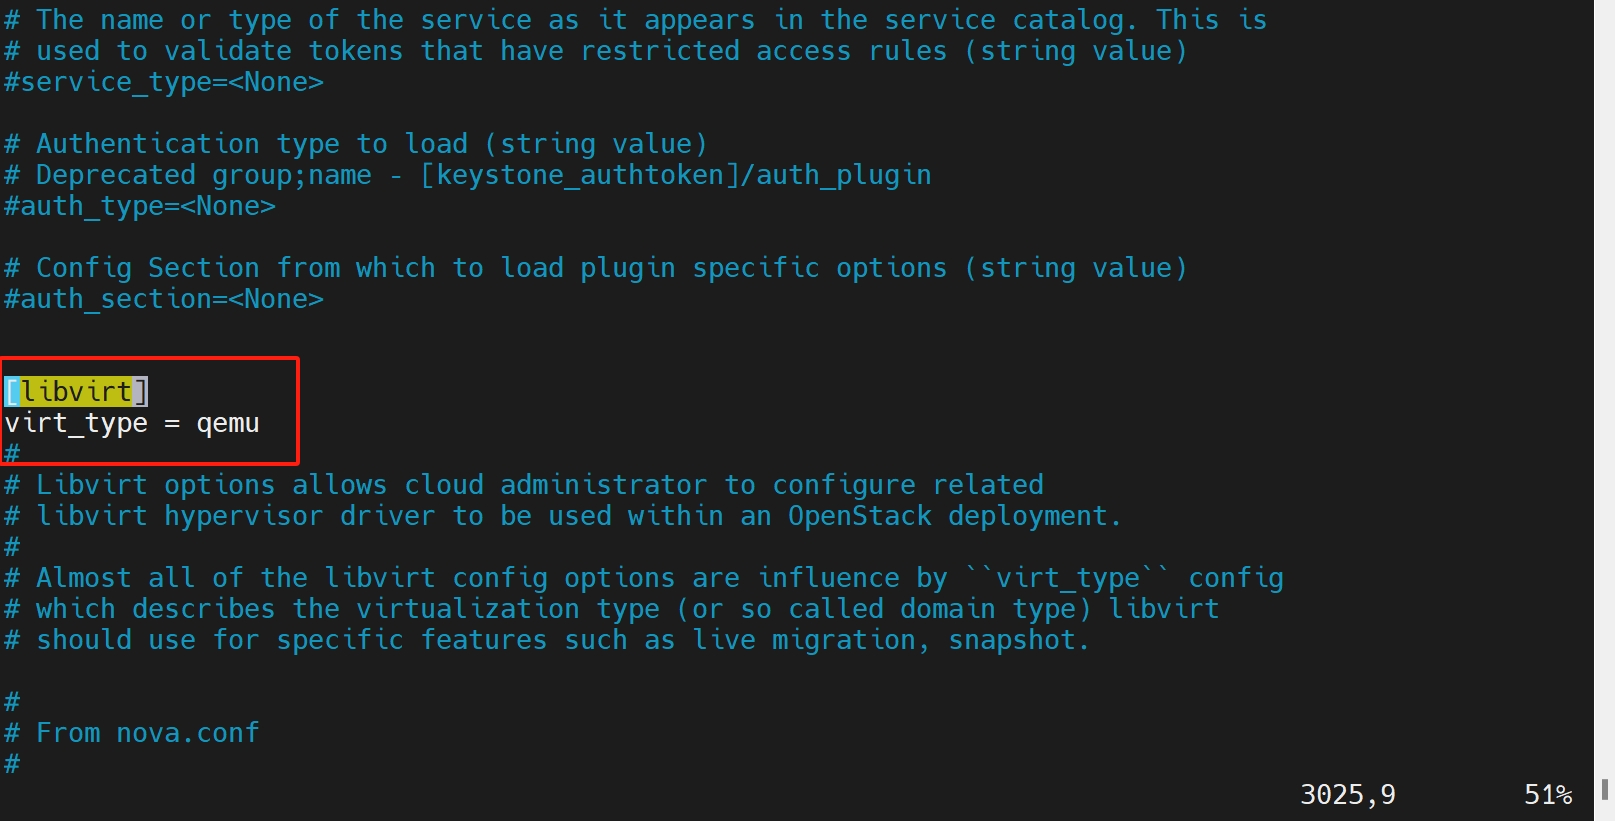 # The name or type of the service as it appears in the service catalog. This is
# used to validate tokens that have restricted access rules (string value)
#service_type=<None>
# Authentication type to load (string value)
# Deprecated group;name - [keystone_authtoken]/auth_plugin
#auth_type=<None>
# Config Section from which to load plugin specific options (string value)
#auth_section=<None>
[libvirt]
virt_type = qemu
#
# Libvirt options allows cloud administrator to configure related
# libvirt hypervisor driver to be used within an OpenStack deployment.
#
# Almost all of the libvirt config options are influence by ``virt_type`` config
# which describes the virtualization type (or so called domain type) libvirt
# should use for specific features such as live migration, snapshot.
#
# From nova.conf
#
3025,9 51%